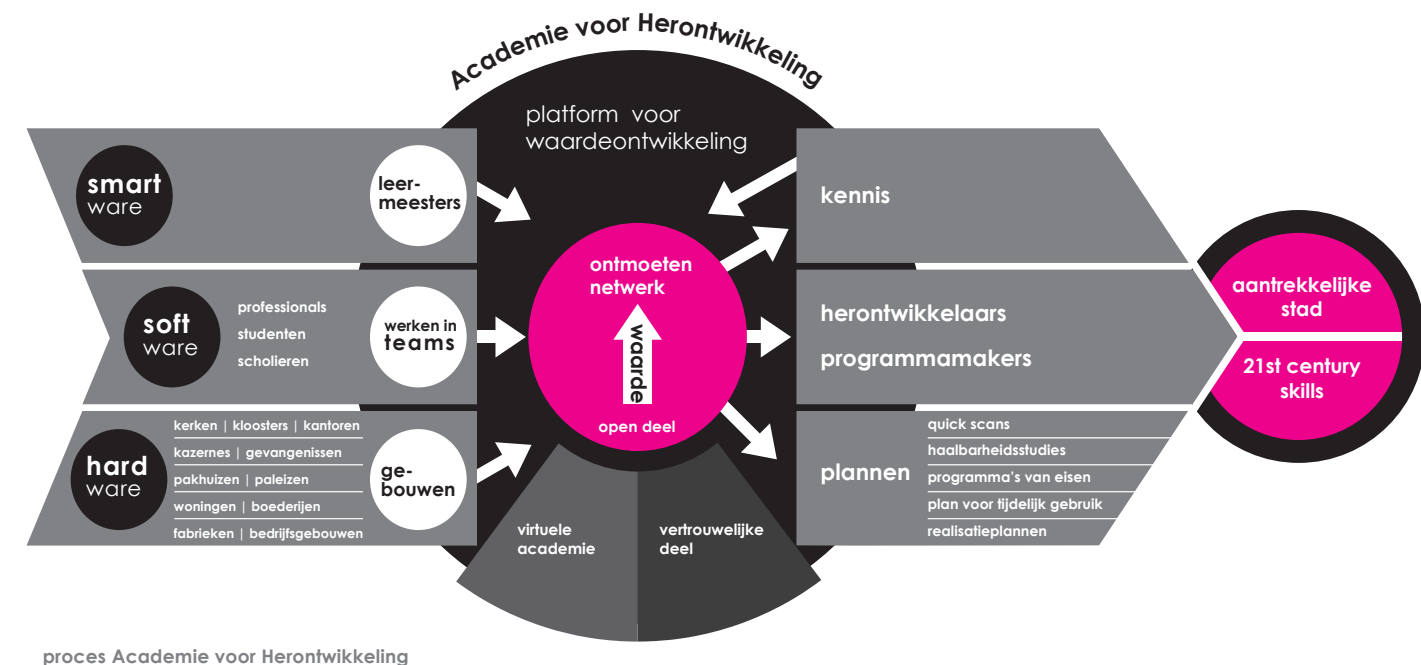 Academie voor Herontwikkeling
platform voor
waardeontwikkeling
smart
ware
leer-
meesters
soft
ware
professionals
studenten
scholieren
werken in
teams
hard
ware
kerken | kloosters | kantoren
kazernes | gevangenissen
pakhuizen | paleizen
woningen | boederijen
fabrieken | bedrijfsgebouwen
ge-
bouwen
ontmoeten
netwerk
waarde
open deel
virtuele
academie
vertrouwelijke
deel
kennis
herontwikkelaars
programmamakers
plannen
quick scans
haalbarheidsstudies
programma's van eisen
plan voor tijdelijk gebruik
realisatieplannen
aantrekkelijke
stad
21st century
skills
proces Academie voor Herontwikkeling